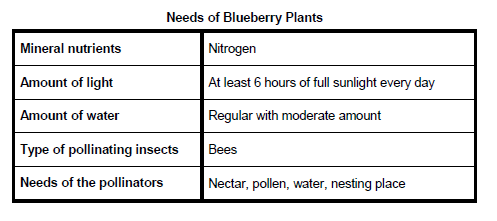 Needs of Blueberry Plants
Mineral nutrients Nitrogen
Amount of light At least 6 hours of full sunlight every day
Amount of water Regular with moderate amount
Type of pollinating insects Bees
Needs of the pollinators Nectar, pollen, water, nesting place